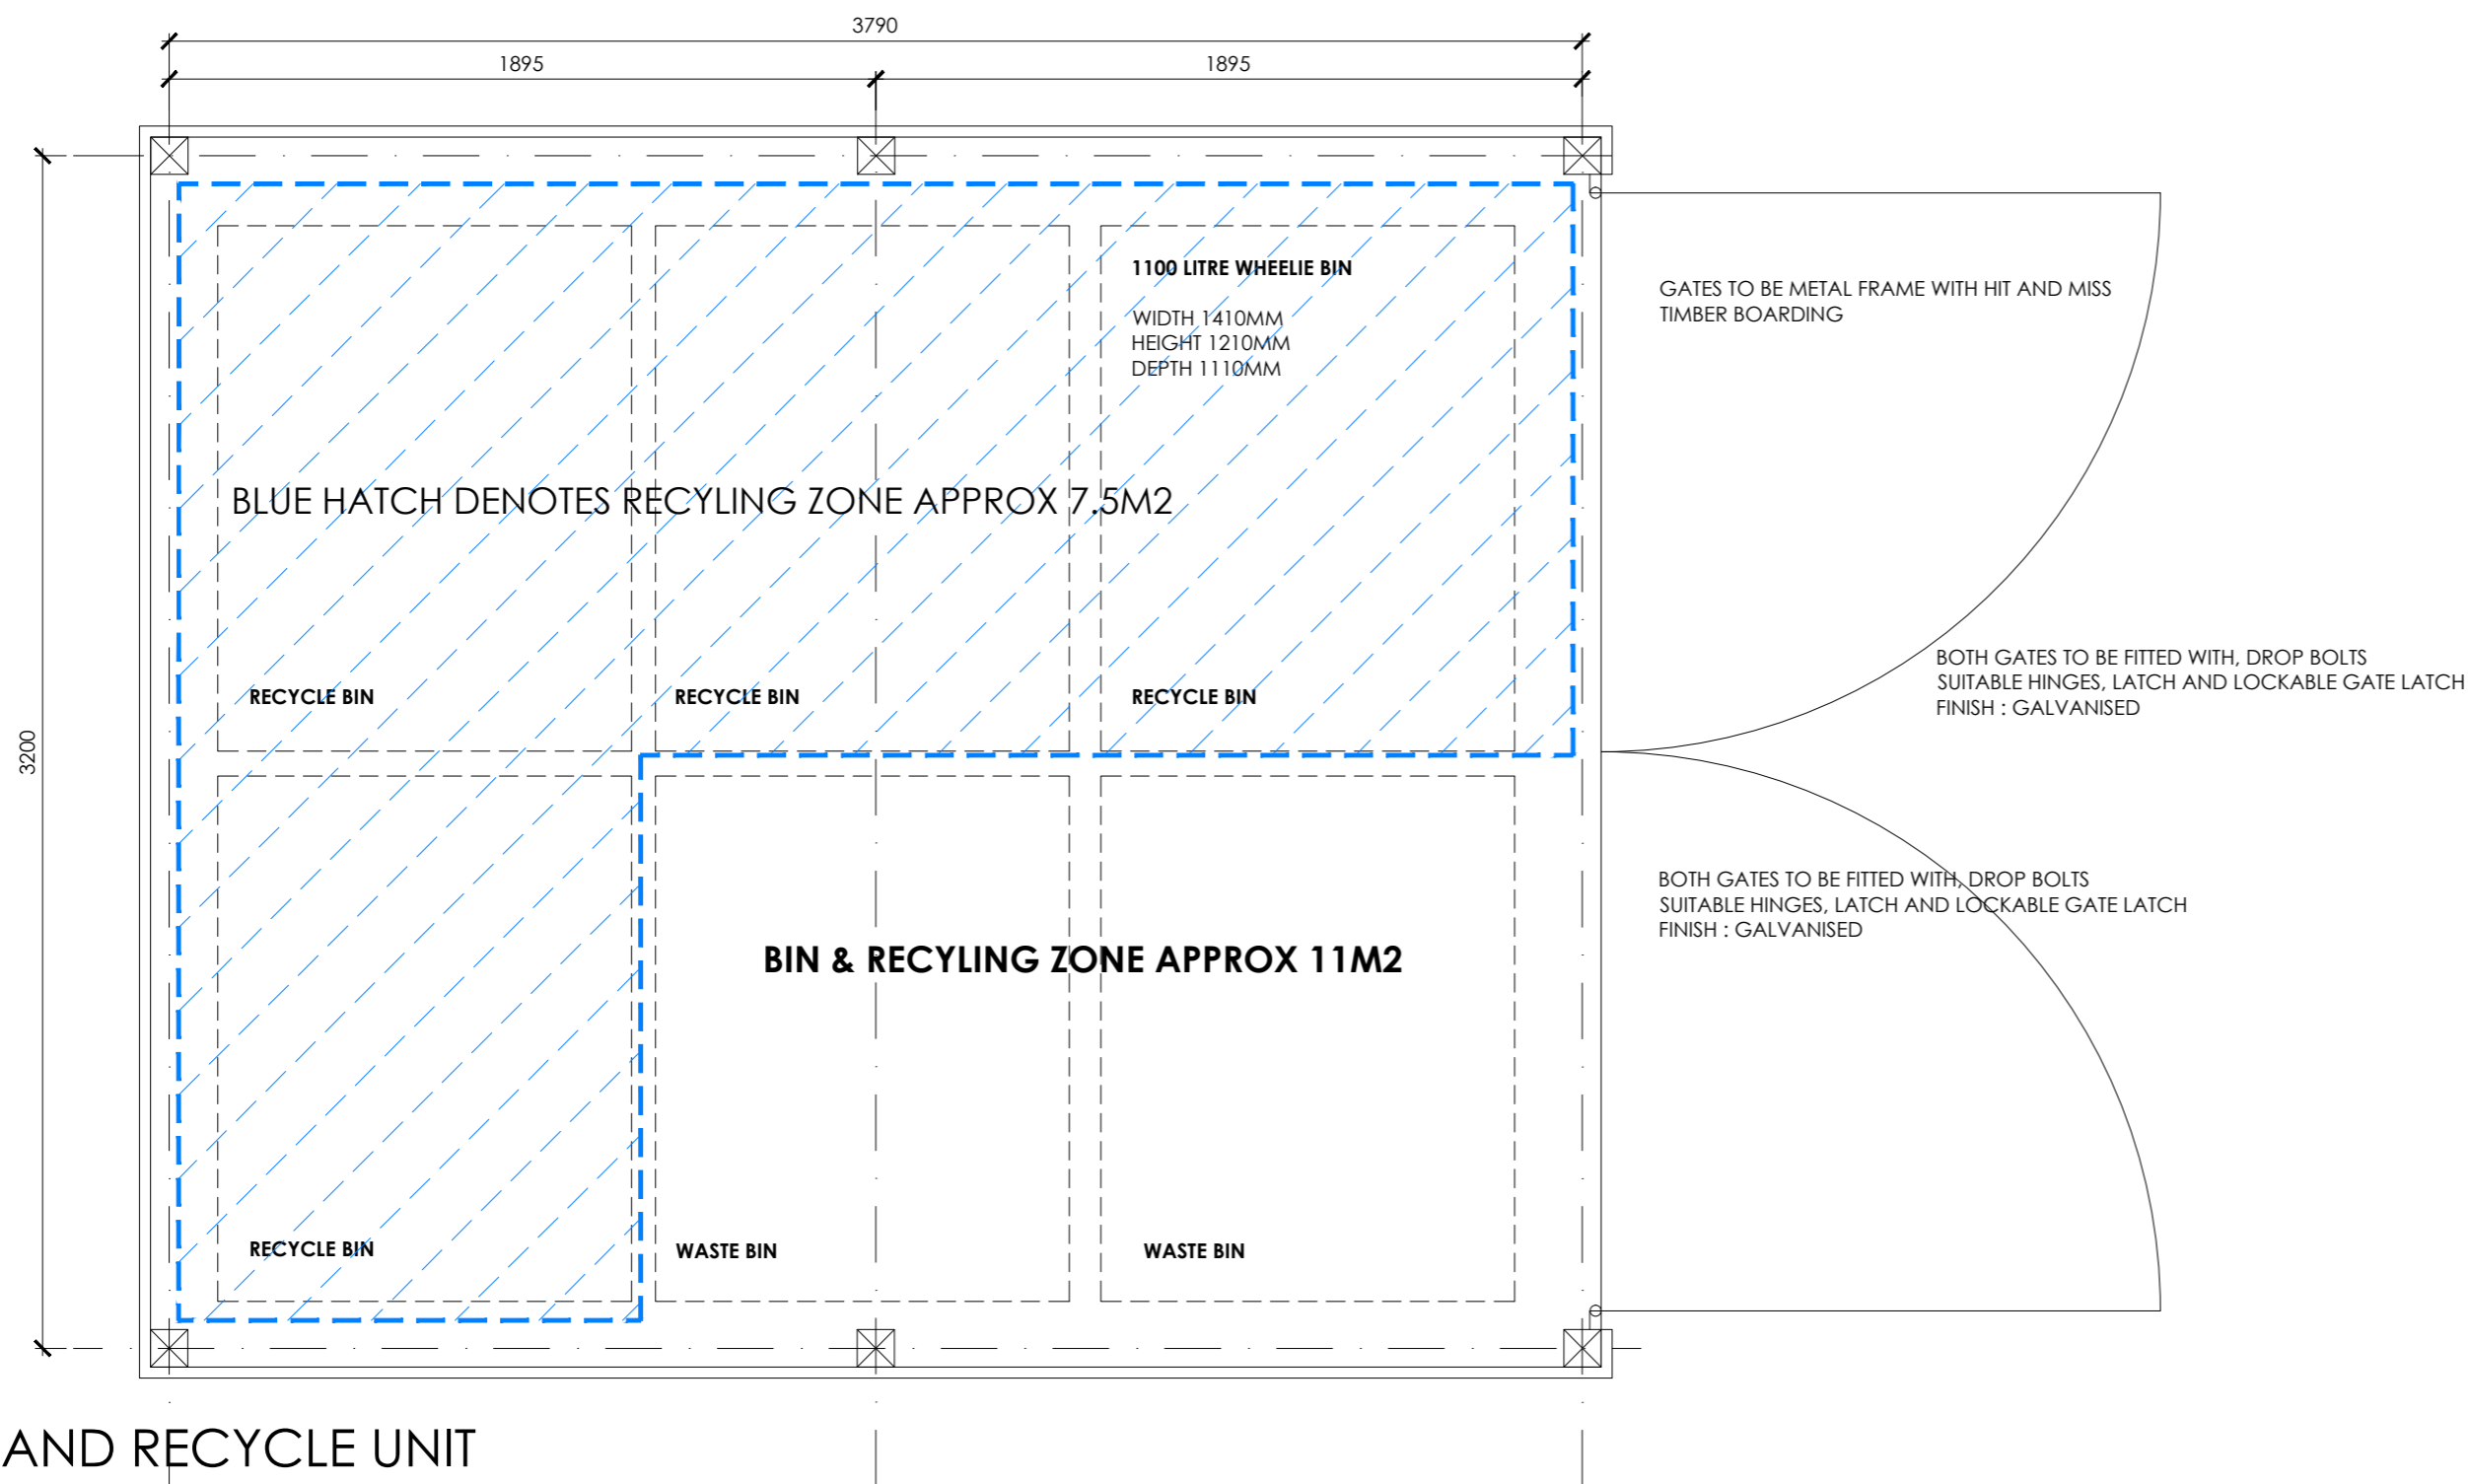 3790
1895
1895
1100 LITRE WHEELIE BIN
WIDTH 1410MM
HEIGHT 1210MM
DEPTH 1110MM
GATES TO BE METAL FRAME WITH HIT AND MISS
TIMBER BOARDING
BLUE HATCH DENOTES RECYLING ZONE APPROX 7.5M2
RECYCLE BIN
RECYCLE BIN
RECYCLE BIN
BOTH GATES TO BE FITTED WITH, DROP BOLTS
SUITABLE HINGES, LATCH AND LOCKABLE GATE LATCH
FINISH : GALVANISED
3200
BOTH GATES TO BE FITTED WITH, DROP BOLTS
SUITABLE HINGES, LATCH AND LOCKABLE GATE LATCH
FINISH : GALVANISED
BIN & RECYLING ZONE APPROX 11M2
RECYCLE BIN
WASTE BIN
WASTE BIN
AND RECYCLE UNIT